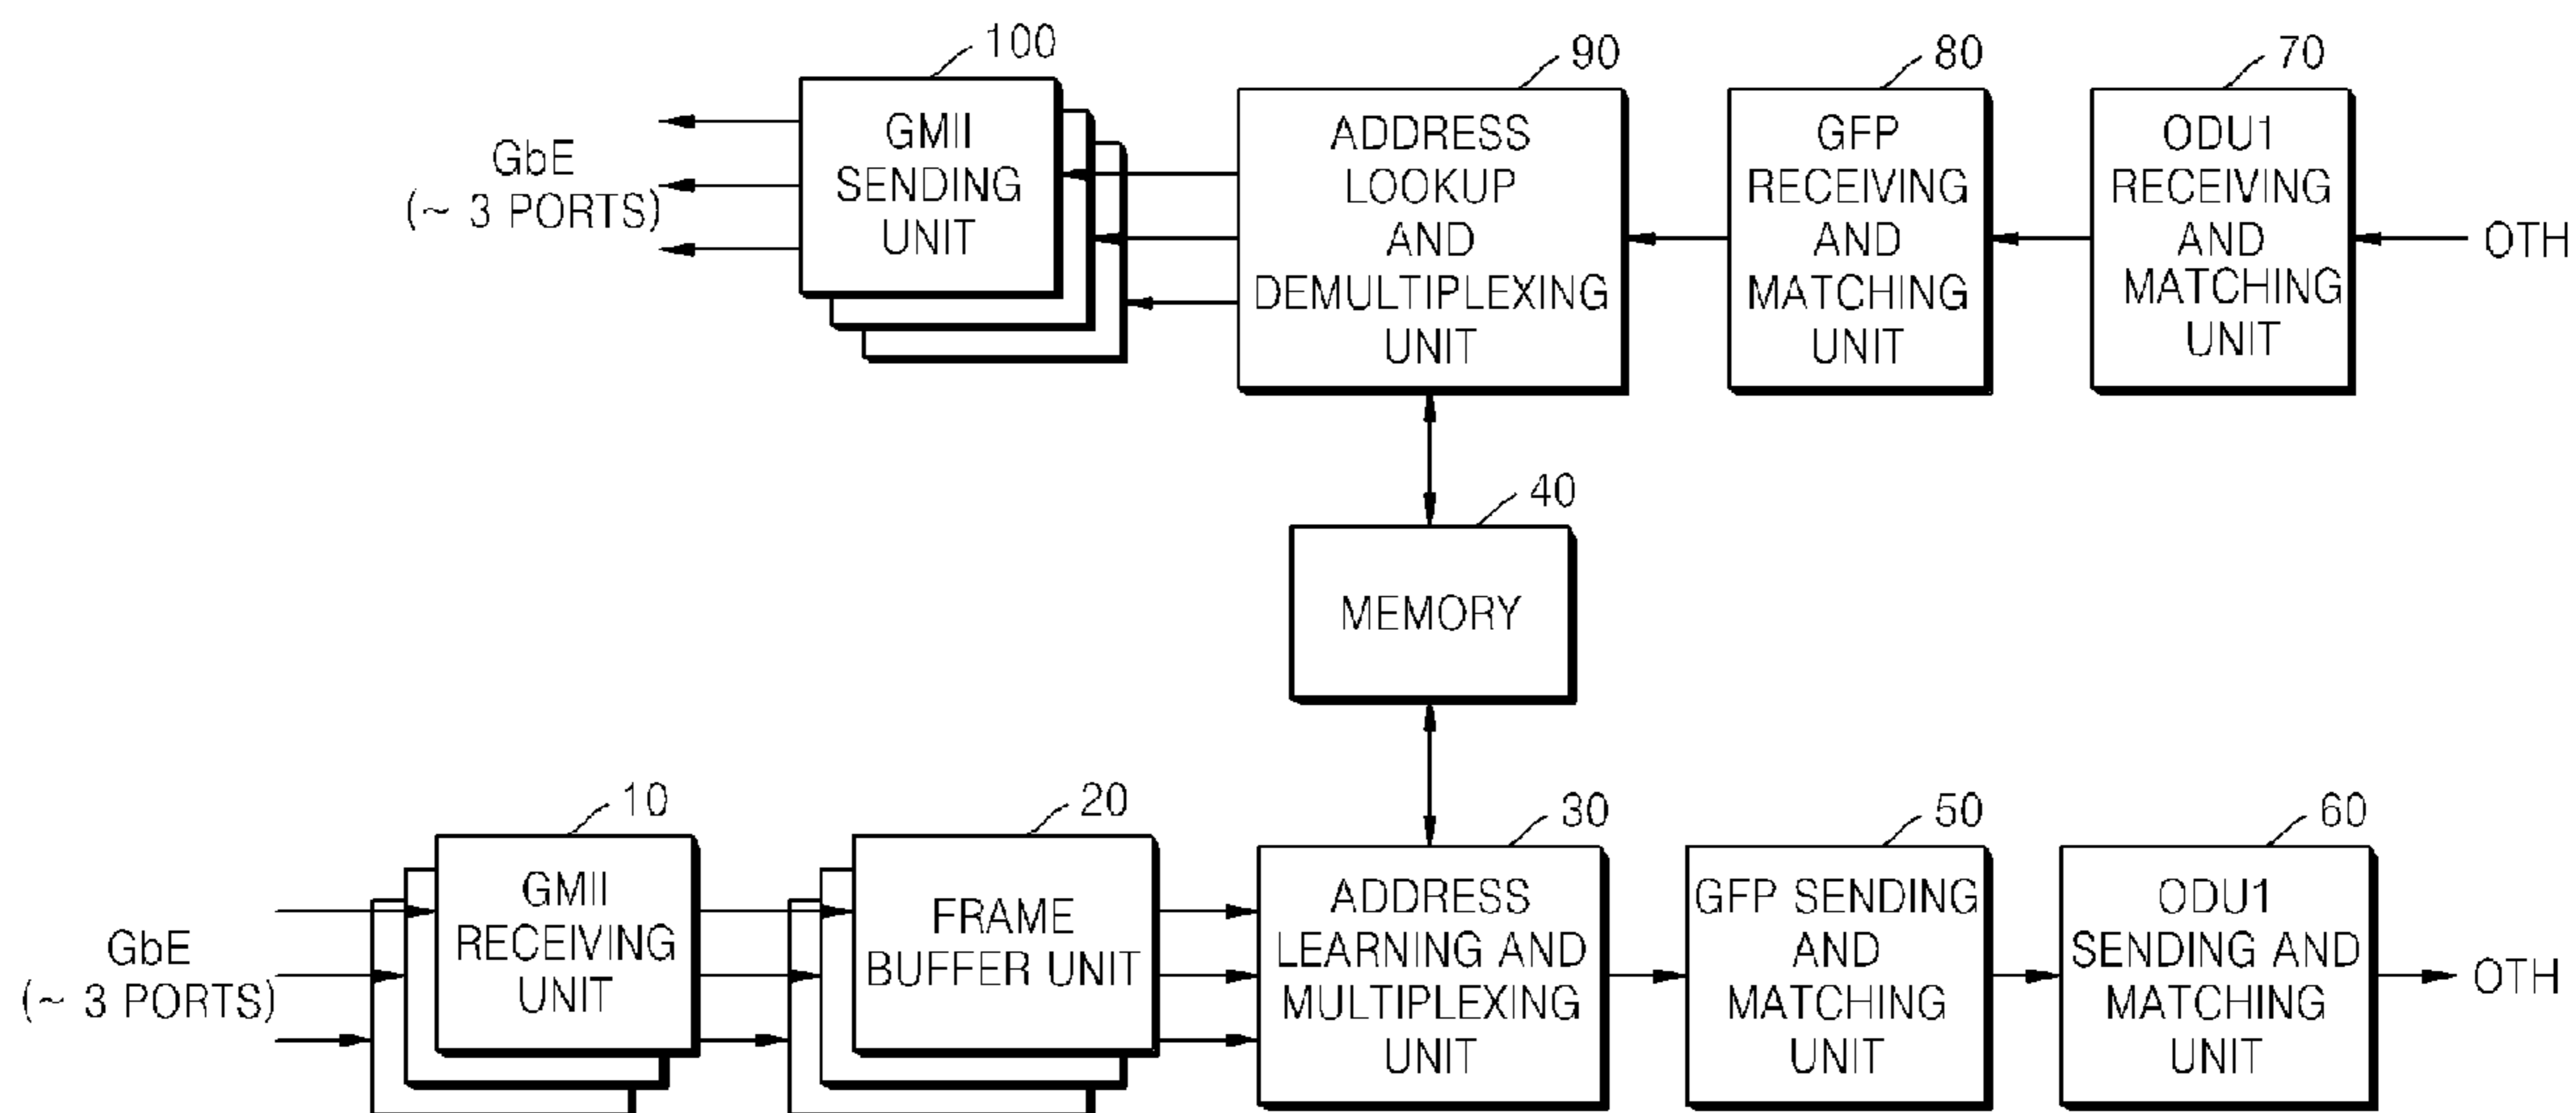 100
90
80
70
GbE
(~ 3 PORTS)
GMII
SENDING
UNIT
ADDRESS
LOOKUP
AND
DEMULTIPLEXING
UNIT
GFP
RECEIVING
AND
MATCHING
UNIT
ODU1
RECEIVING
AND
MATCHING
UNIT
OTH
40
MEMORY
10
20
30
50
60
GbE
(~ 3 PORTS)
GMII
RECEIVING
UNIT
FRAME
BUFFER UNIT
ADDRESS
LEARNING AND
MULTIPLEXING
UNIT
GFP SENDING
AND
MATCHING
UNIT
ODU1
SENDING AND
MATCHING
UNIT
OTH